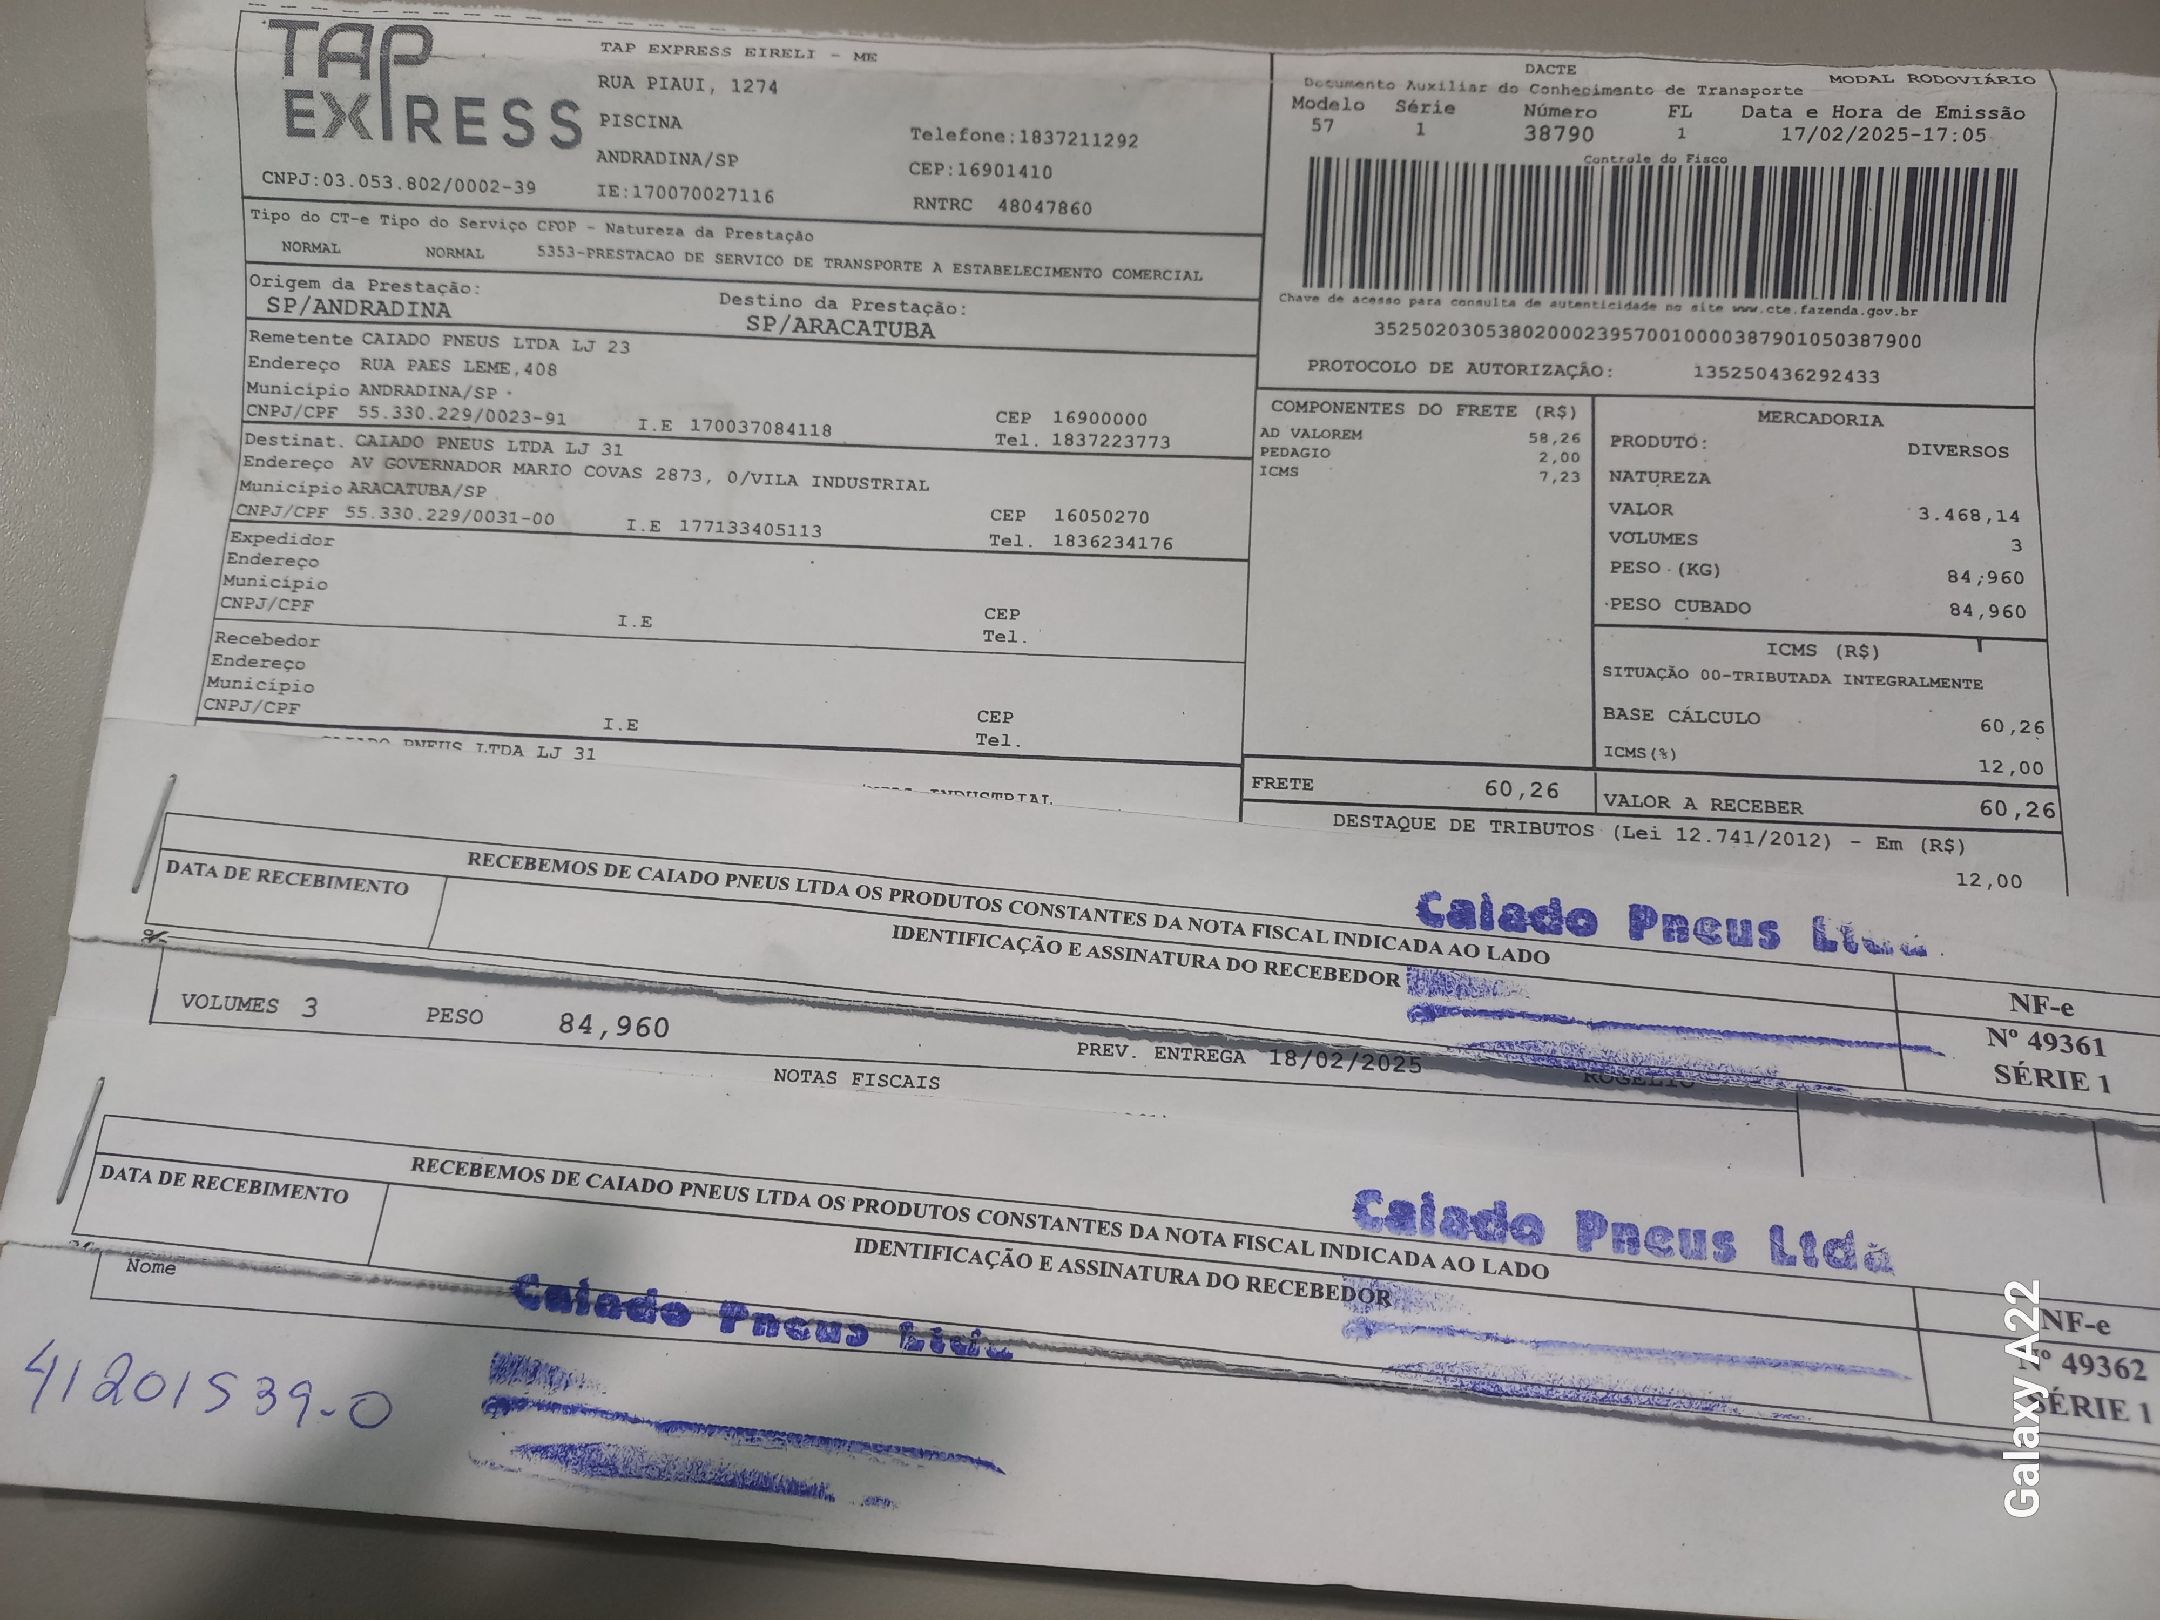 TAP EXPRESS
TAP EXPRESS EIRELI - ME
RUA PIAUI, 1274
PISCINA
ANDRADINA/SP
Telefone:1837211292
CEP:16901410
CNPJ:03.053.802/0002-39
IE:170070027116
RNTRC 48047860
DACTE
MODAL RODOVIÁRIO
Documento Auxiliar do Conhecimento de Transporte
Modelo Série Número FL Data e Hora de Emissão
57 1 38790 1 17/02/2025-17:05
Controle do Fisco
Chave de acesso para consulta de autenticidade no site www.cte.fazenda.gov.br
35250203053802000239570010000387901050387900
PROTOCOLO DE AUTORIZAÇÃO: 135250436292433
Tipo do CT-e Tipo do Serviço CFOP - Natureza da Prestação
NORMAL NORMAL 5353-PRESTACAO DE SERVICO DE TRANSPORTE A ESTABELECIMENTO COMERCIAL
Origem da Prestação: Destino da Prestação:
SP/ANDRADINA SP/ARACATUBA
Remetente CAIADO PNEUS LTDA LJ 23
Endereço RUA PAES LEME,408
Município ANDRADINA/SP
CNPJ/CPF 55.330.229/0023-91 I.E 170037084118 CEP 16900000
Tel. 1837223773
Destinat. CAIADO PNEUS LTDA LJ 31
Endereço AV GOVERNADOR MARIO COVAS 2873, 0/VILA INDUSTRIAL
Município ARACATUBA/SP
CNPJ/CPF 55.330.229/0031-00 I.E 177133405113 CEP 16050270
Tel. 1836234176
Expedidor
Endereço
Município
CNPJ/CPF I.E CEP
Tel.
Recebedor
Endereço
Município
CNPJ/CPF I.E CEP
Tel.
CAIADO PNEUS LTDA LJ 31
INDUSTRIAL
COMPONENTES DO FRETE (R$)
AD VALOREM 58,26
PEDAGIO 2,00
ICMS 7,23
MERCADORIA
PRODUTO: DIVERSOS
NATUREZA
VALOR 3.468,14
VOLUMES 3
PESO (KG) 84,960
PESO CUBADO 84,960
ICMS (R$)
SITUAÇÃO 00-TRIBUTADA INTEGRALMENTE
BASE CÁLCULO 60,26
ICMS(%) 12,00
FRETE 60,26
VALOR A RECEBER 60,26
DESTAQUE DE TRIBUTOS (Lei 12.741/2012) - Em (R$)
12,00
RECEBEMOS DE CAIADO PNEUS LTDA OS PRODUTOS CONSTANTES DA NOTA FISCAL INDICADA AO LADO
DATA DE RECEBIMENTO
IDENTIFICAÇÃO E ASSINATURA DO RECEBEDOR
Caiado Pneus Ltda
NF-e
Nº 49361
SÉRIE 1
VOLUMES 3 PESO 84,960
PREV. ENTREGA 18/02/2025
ROGELIO
NOTAS FISCAIS
RECEBEMOS DE CAIADO PNEUS LTDA OS PRODUTOS CONSTANTES DA NOTA FISCAL INDICADA AO LADO
DATA DE RECEBIMENTO
IDENTIFICAÇÃO E ASSINATURA DO RECEBEDOR
Caiado Pneus Ltda
NF-e
Nº 49362
SÉRIE 1
Nome
Caiado Pneus Ltda
41201539-0
Galaxy A22